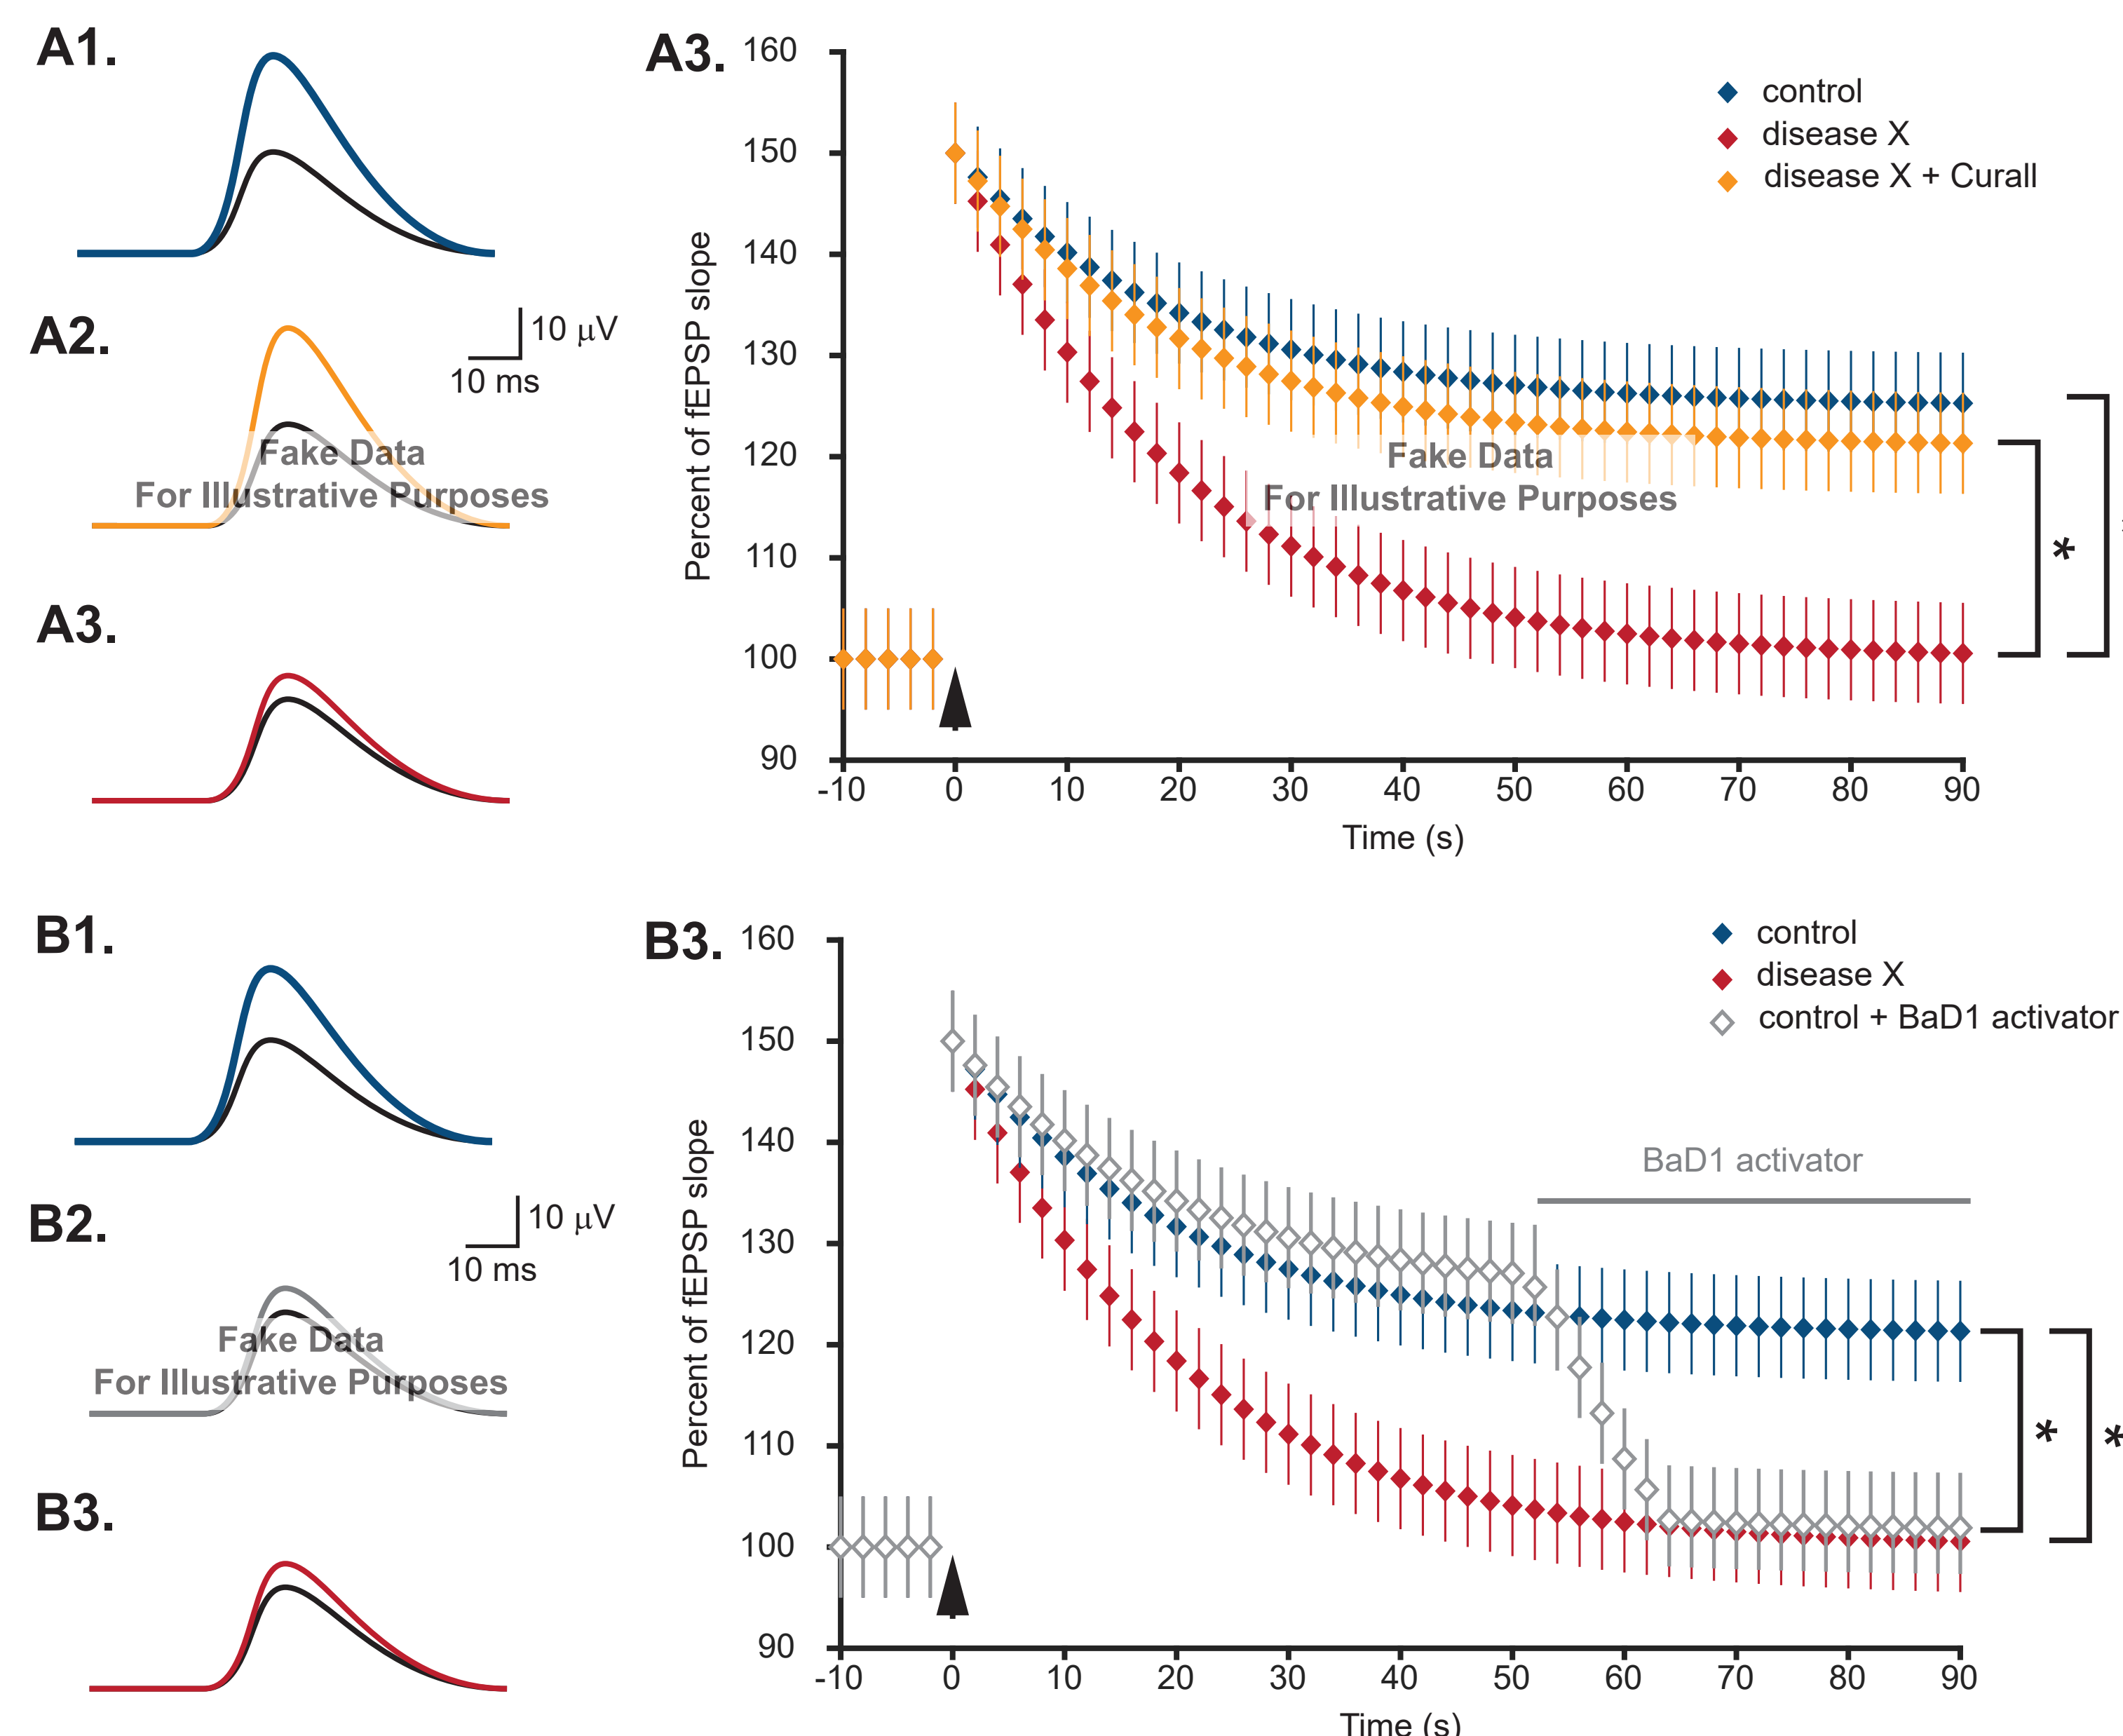 A1.
A2.
10 μV
10 ms
Fake Data
For Illustrative Purposes
A3.
A3.
160
150
140
130
120
110
100
90
Percent of fEPSP slope
control
disease X
disease X + Curall
Fake Data
For Illustrative Purposes
*
-10 0 10 20 30 40 50 60 70 80 90
Time (s)
B1.
B2.
10 μV
10 ms
Fake Data
For Illustrative Purposes
B3.
B3.
160
150
140
130
120
110
100
90
Percent of fEPSP slope
control
disease X
control + BaD1 activator
BaD1 activator
* *
-10 0 10 20 30 40 50 60 70 80 90
Time (s)